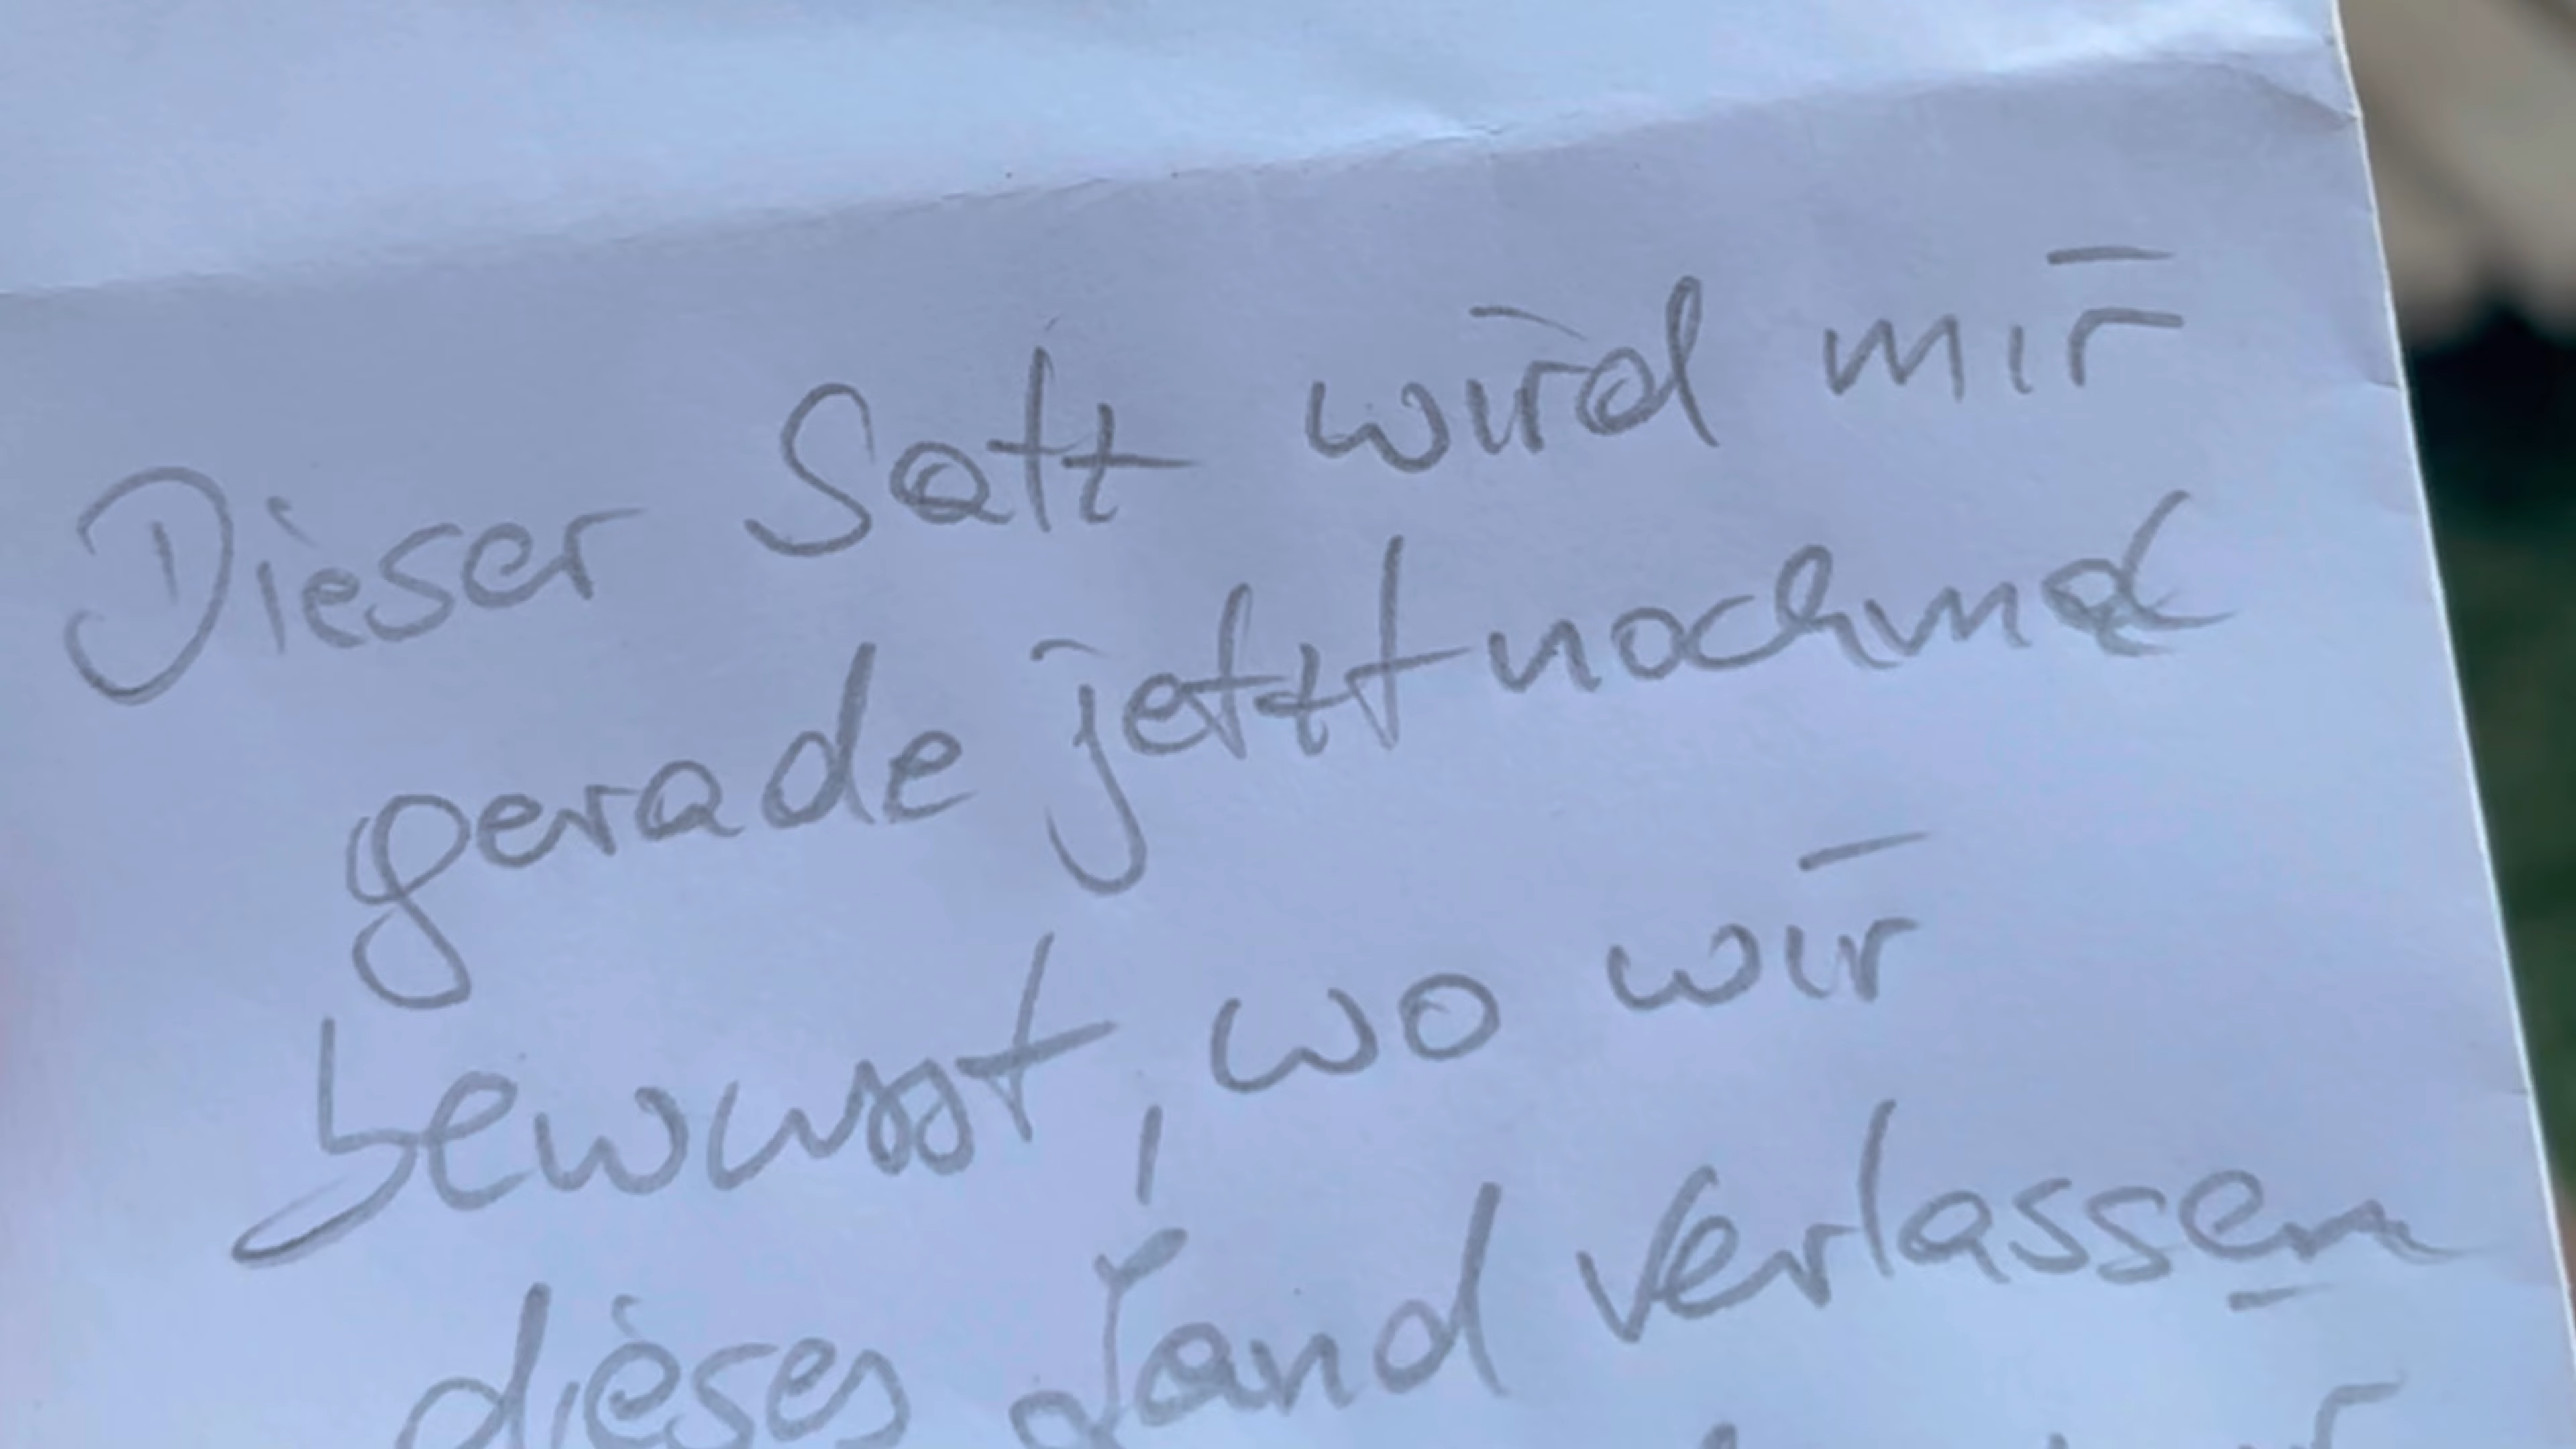 Dieser Satz wird mir
gerade jetzt nochmal
bewusst, wo wir
dieses Land verlassen